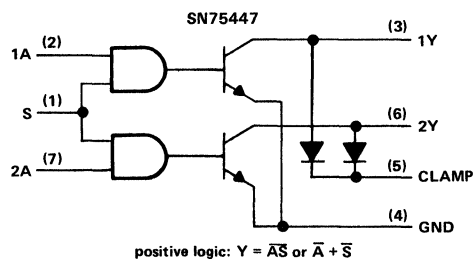 SN75447
1A (2)
(3) 1Y
S (1)
(6) 2Y
2A (7)
(5) CLAMP
(4) GND
positive logic: Y = A̅S̅ or A̅ + S̅